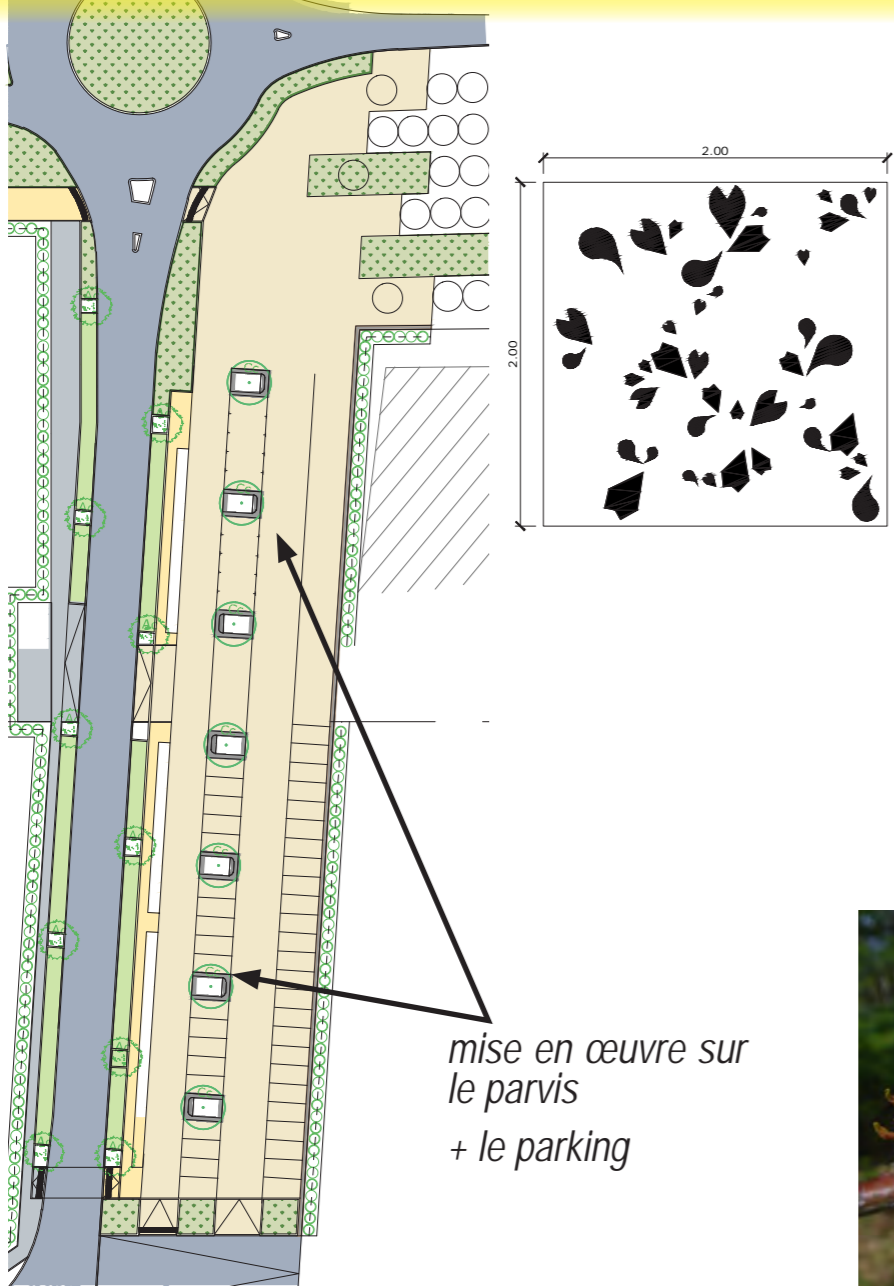 2.00
2.00
mise en œuvre sur
le parvis
+ le parking